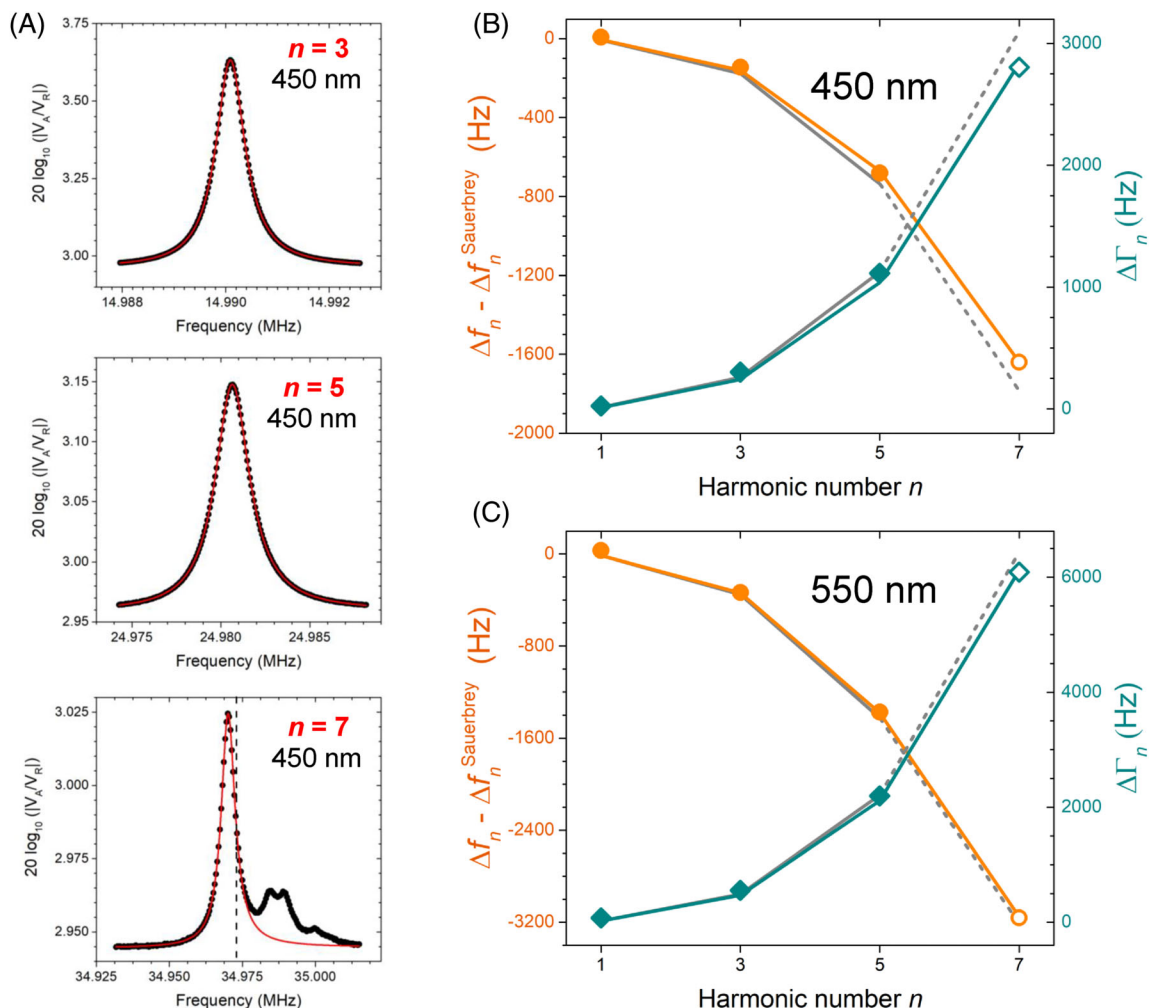 (A)
3.75
3.50
3.25
3.00
20 log10 (|VA/VR|)
n = 3
450 nm
14.988 14.990 14.992
Frequency (MHz)
3.15
3.10
3.05
3.00
2.95
20 log10 (|VA/VR|)
n = 5
450 nm
24.975 24.980 24.985
Frequency (MHz)
3.025
3.000
2.975
2.950
20 log10 (|VA/VR|)
n = 7
450 nm
34.925 34.950 34.975 35.000
Frequency (MHz)
(B)
0
-400
-800
-1200
-1600
-2000
Δfn - ΔfnSauerbrey (Hz)
450 nm
3000
2000
1000
0
ΔΓn (Hz)
1 3 5 7
Harmonic number n
(C)
0
-800
-1600
-2400
-3200
Δfn - ΔfnSauerbrey (Hz)
550 nm
6000
4000
2000
0
ΔΓn (Hz)
1 3 5 7
Harmonic number n